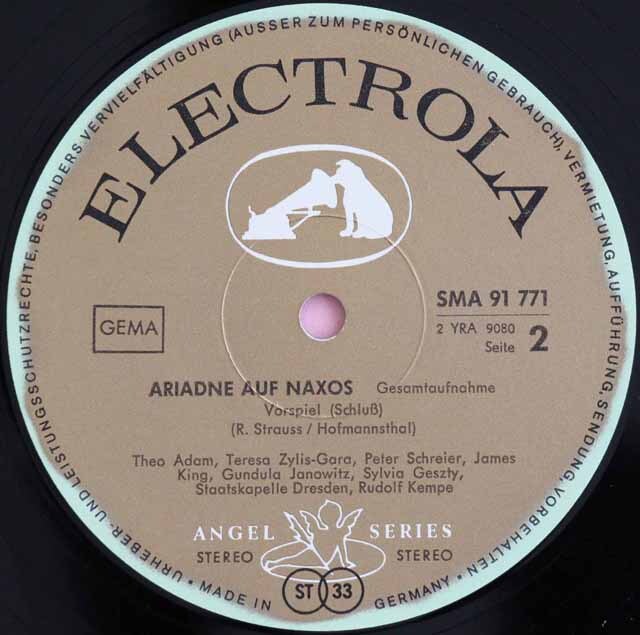 URHEBER- UND LEISTUNGSSCHUTZRECHTE, BESONDERS VERVIELFÄLTIGUNG (AUSSER ZUM PERSÖNLICHEN GEBRAUCH), VERMIETUNG, AUFFÜHRUNG, SENDUNG, VORBEHALTEN
ELECTROLA
GEMA
SMA 91 771
2 YRA 9080
Seite 2
ARIADNE AUF NAXOS Gesamtaufnahme
Vorspiel (Schluß)
(R. Strauss / Hofmannsthal)
Theo Adam, Teresa Zylis-Gara, Peter Schreier, James
King, Gundula Janowitz, Sylvia Geszty,
Staatskapelle Dresden, Rudolf Kempe
ANGEL SERIES
STEREO STEREO
ST 33
• MADE IN GERMANY •